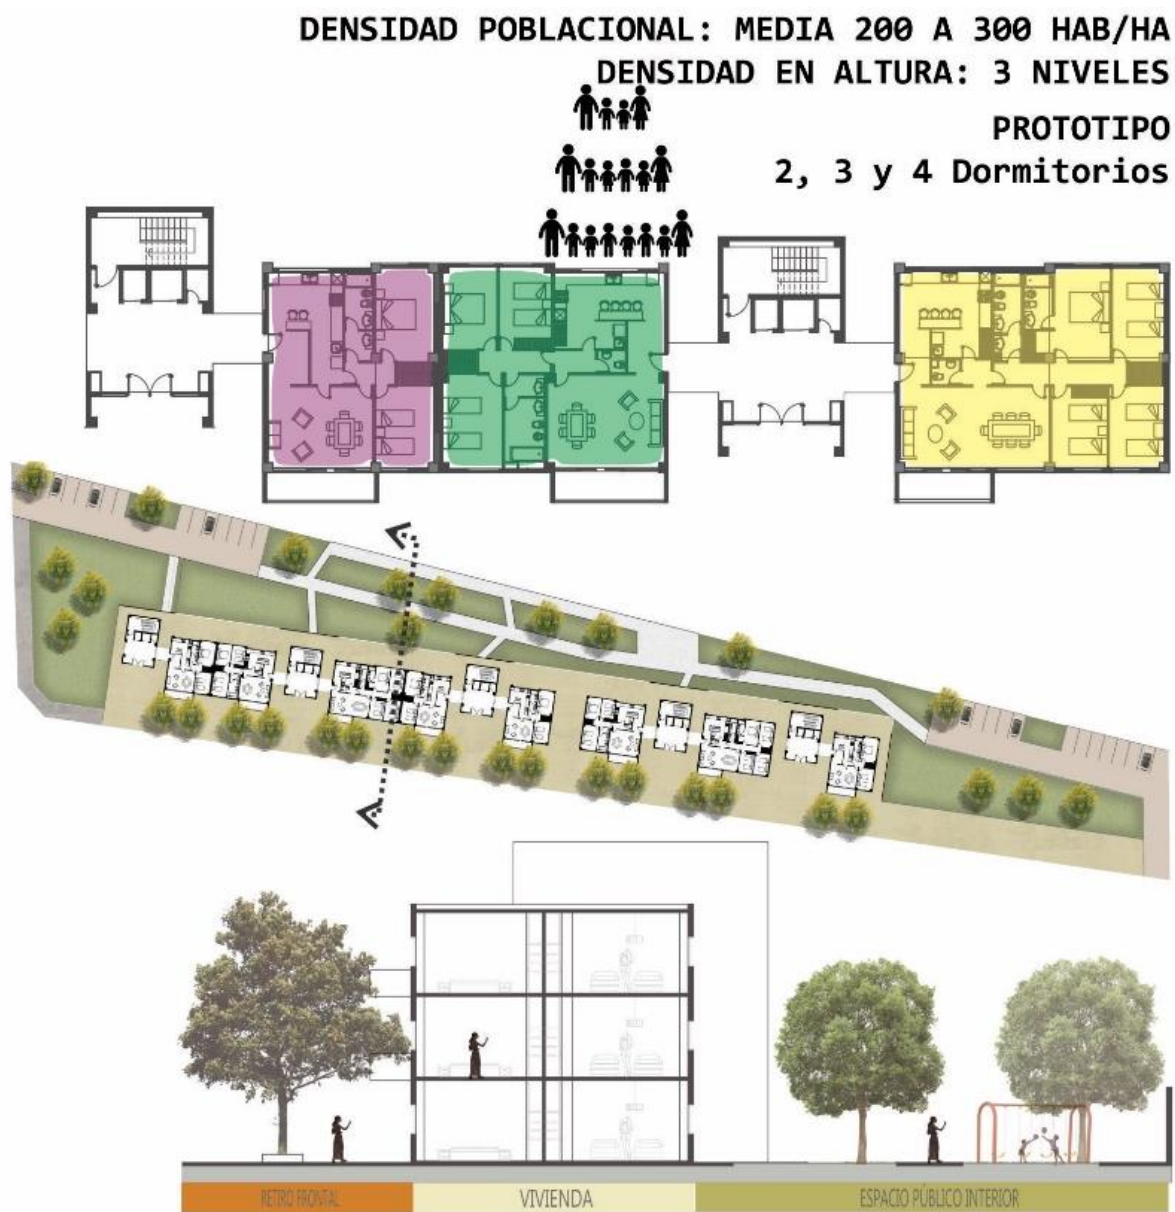 DENSIDAD POBLACIONAL: MEDIA 200 A 300 HAB/HA
DENSIDAD EN ALTURA: 3 NIVELES
PROTOTIPO
2, 3 y 4 Dormitorios
RETIRO FRONTAL
VIVIENDA
ESPACIO PÚBLICO INTERIOR